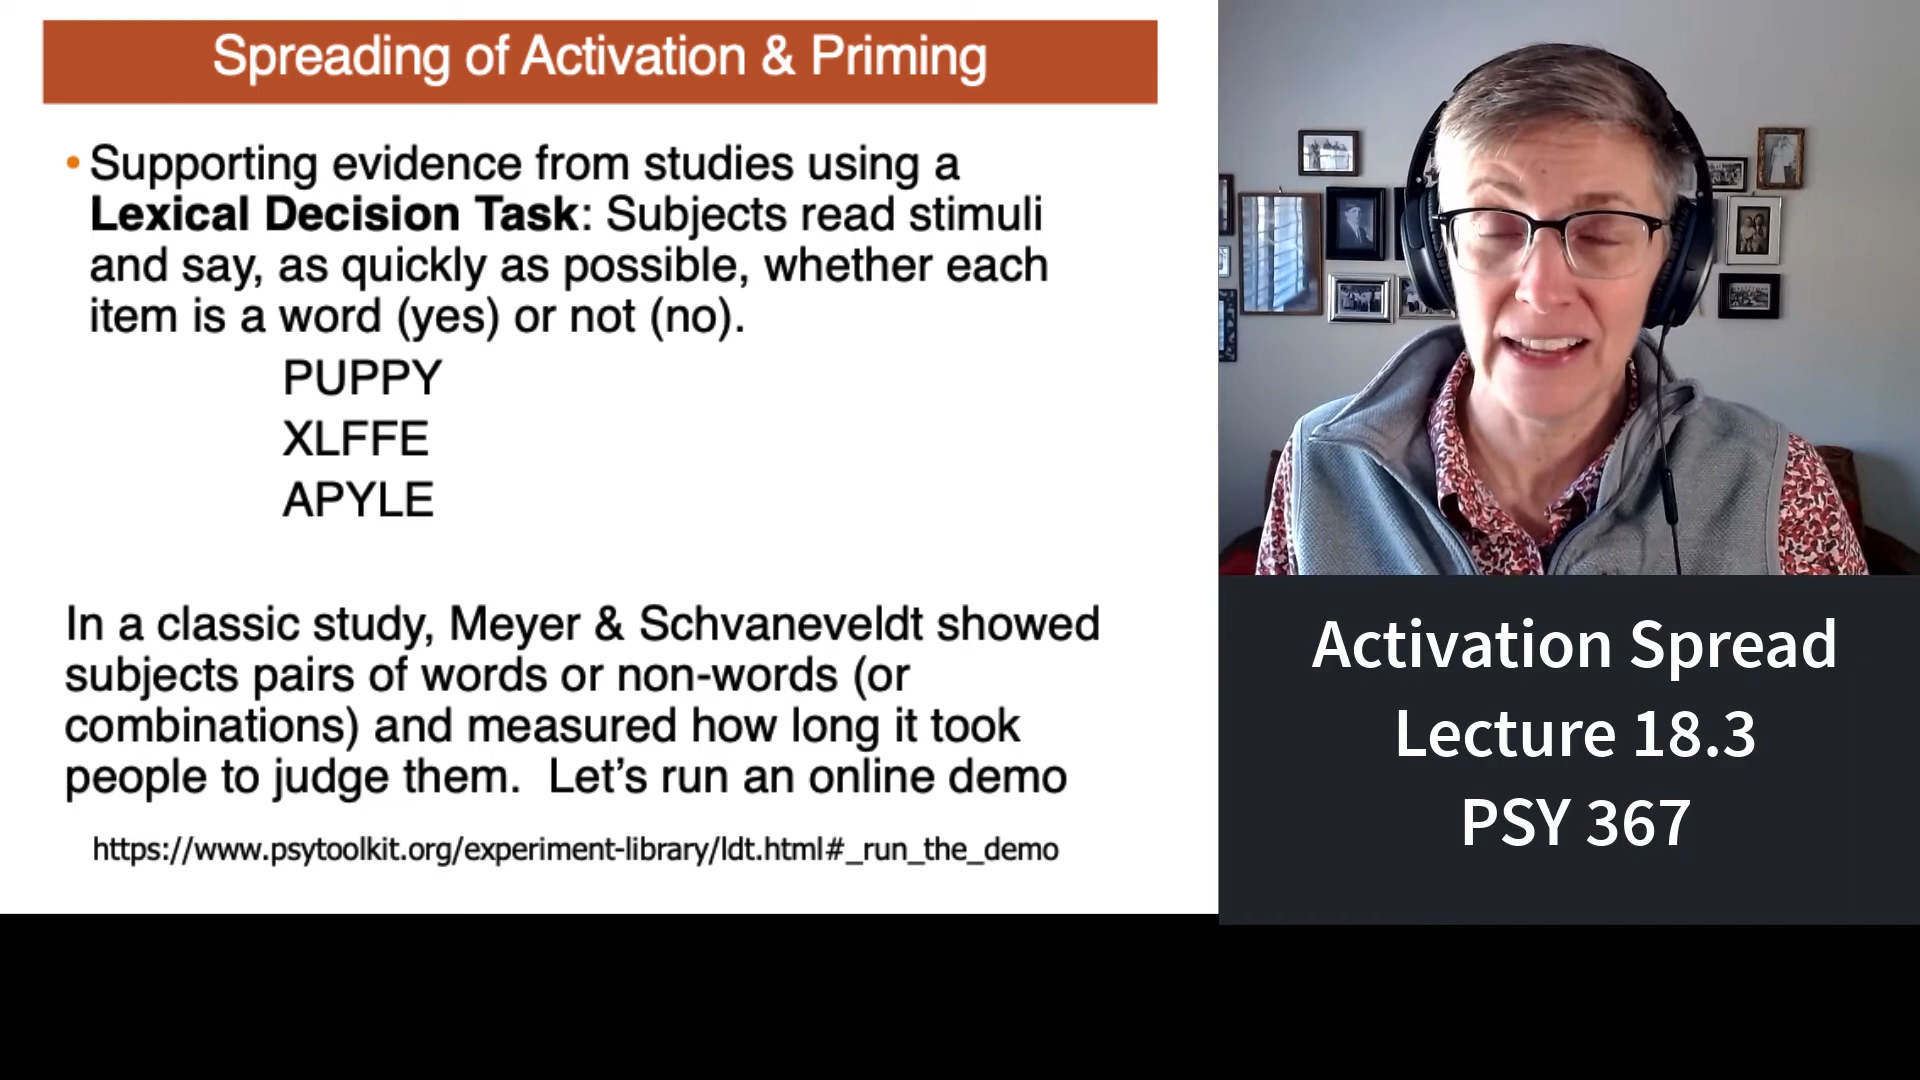 Spreading of Activation & Priming
• Supporting evidence from studies using a
Lexical Decision Task: Subjects read stimuli
and say, as quickly as possible, whether each
item is a word (yes) or not (no).
PUPPY
XLFFE
APYLE
In a classic study, Meyer & Schvaneveldt showed
subjects pairs of words or non-words (or
combinations) and measured how long it took
people to judge them.  Let’s run an online demo
https://www.psytoolkit.org/experiment-library/ldt.html#_run_the_demo
Activation Spread
Lecture 18.3
PSY 367